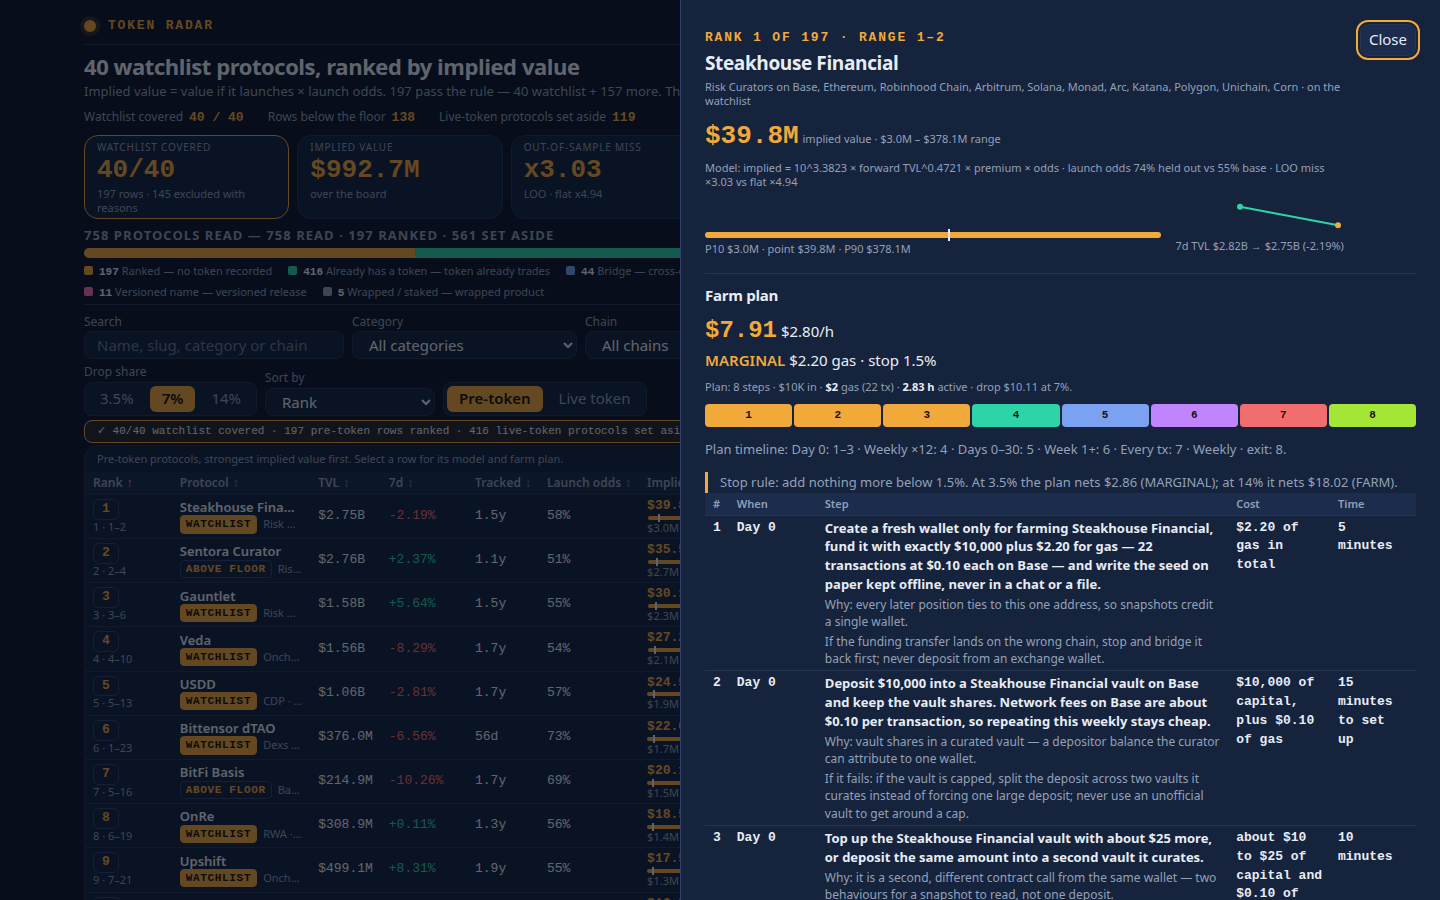 TOKEN RADAR
40 watchlist protocols, ranked by implied value
Implied value = value if it launches × launch odds. 197 pass the rule — 40 watchlist + 157 more. Th
Watchlist covered 40 / 40 Rows below the floor 138 Live-token protocols set aside 119
WATCHLIST COVERED
40/40
197 rows · 145 excluded with
reasons
IMPLIED VALUE
$992.7M
over the board
OUT-OF-SAMPLE MISS
x3.03
LOO · flat x4.94
758 PROTOCOLS READ — 758 READ · 197 RANKED · 561 SET ASIDE
197 Ranked — no token recorded 416 Already has a token — token already trades 44 Bridge — cross-
11 Versioned name — versioned release 5 Wrapped / staked — wrapped product
Search Category Chain
Name, slug, category or chain All categories All chains
Drop share Sort by
3.5% 7% 14% Rank Pre-token Live token
✓ 40/40 watchlist covered · 197 pre-token rows ranked · 416 live-token protocols set asi
Pre-token protocols, strongest implied value first. Select a row for its model and farm plan.
Rank ↑ Protocol ↕ TVL ↕ 7d ↕ Tracked ↕ Launch odds ↕ Implie
1 Steakhouse Fina... $2.75B -2.19% 1.5y 58% $39.8
1 · 1–2 WATCHLIST Risk ... $3.0M
2 Sentora Curator $2.76B +2.37% 1.1y 51% $35.
2 · 2–4 ABOVE FLOOR Ris... $2.7M
3 Gauntlet $1.58B +5.64% 1.5y 55% $30.
3 · 3–6 WATCHLIST Risk ... $2.3M
4 Veda $1.56B -8.29% 1.7y 54% $27.
4 · 4–10 WATCHLIST Onch... $2.1M
5 USDD $1.06B -2.81% 1.7y 57% $24.
5 · 5–13 WATCHLIST CDP · ... $1.9M
6 Bittensor dTAO $376.0M -6.56% 56d 73% $22.
6 · 1–23 WATCHLIST Dexs ... $1.7M
7 BitFi Basis $214.9M -10.26% 1.7y 69% $20.
7 · 5–16 ABOVE FLOOR Ba... $1.5M
8 OnRe $308.9M +0.11% 1.3y 56% $18.
8 · 6–19 WATCHLIST RWA ·... $1.4M
9 Upshift $499.1M +8.31% 1.9y 55% $17.
9 · 7–21 WATCHLIST Onch... $1.3M
RANK 1 OF 197 · RANGE 1–2
Close
Steakhouse Financial
Risk Curators on Base, Ethereum, Robinhood Chain, Arbitrum, Solana, Monad, Arc, Katana, Polygon, Unichain, Corn · on the
watchlist
$39.8M implied value · $3.0M – $378.1M range
Model: implied = 10^3.3823 × forward TVL^0.4721 × premium × odds · launch odds 74% held out vs 55% base · LOO miss
×3.03 vs flat ×4.94
P10 $3.0M · point $39.8M · P90 $378.1M
7d TVL $2.82B → $2.75B (-2.19%)
Farm plan
$7.91 $2.80/h
MARGINAL $2.20 gas · stop 1.5%
Plan: 8 steps · $10K in · $2 gas (22 tx) · 2.83 h active · drop $10.11 at 7%.
1 2 3 4 5 6 7 8
Plan timeline: Day 0: 1–3 · Weekly ×12: 4 · Days 0–30: 5 · Week 1+: 6 · Every tx: 7 · Weekly · exit: 8.
Stop rule: add nothing more below 1.5%. At 3.5% the plan nets $2.86 (MARGINAL); at 14% it nets $18.02 (FARM).
# When Step Cost Time
1 Day 0 Create a fresh wallet only for farming Steakhouse Financial, $2.20 of 5
fund it with exactly $10,000 plus $2.20 for gas — 22 gas in minutes
transactions at $0.10 each on Base — and write the seed on total
paper kept offline, never in a chat or a file.
Why: every later position ties to this one address, so snapshots credit
a single wallet.
If the funding transfer lands on the wrong chain, stop and bridge it
back first; never deposit from an exchange wallet.
2 Day 0 Deposit $10,000 into a Steakhouse Financial vault on Base $10,000 of 15
and keep the vault shares. Network fees on Base are about capital, minutes
$0.10 per transaction, so repeating this weekly stays cheap. plus $0.10 to set
Why: vault shares in a curated vault — a depositor balance the curator of gas up
can attribute to one wallet.
If it fails: if the vault is capped, split the deposit across two vaults it
curates instead of forcing one large deposit; never use an unofficial
vault to get around a cap.
3 Day 0 Top up the Steakhouse Financial vault with about $25 more, about $10 10
or deposit the same amount into a second vault it curates. to $25 of minutes
Why: it is a second, different contract call from the same wallet — two capital and
behaviours for a snapshot to read, not one deposit. $0.10 of